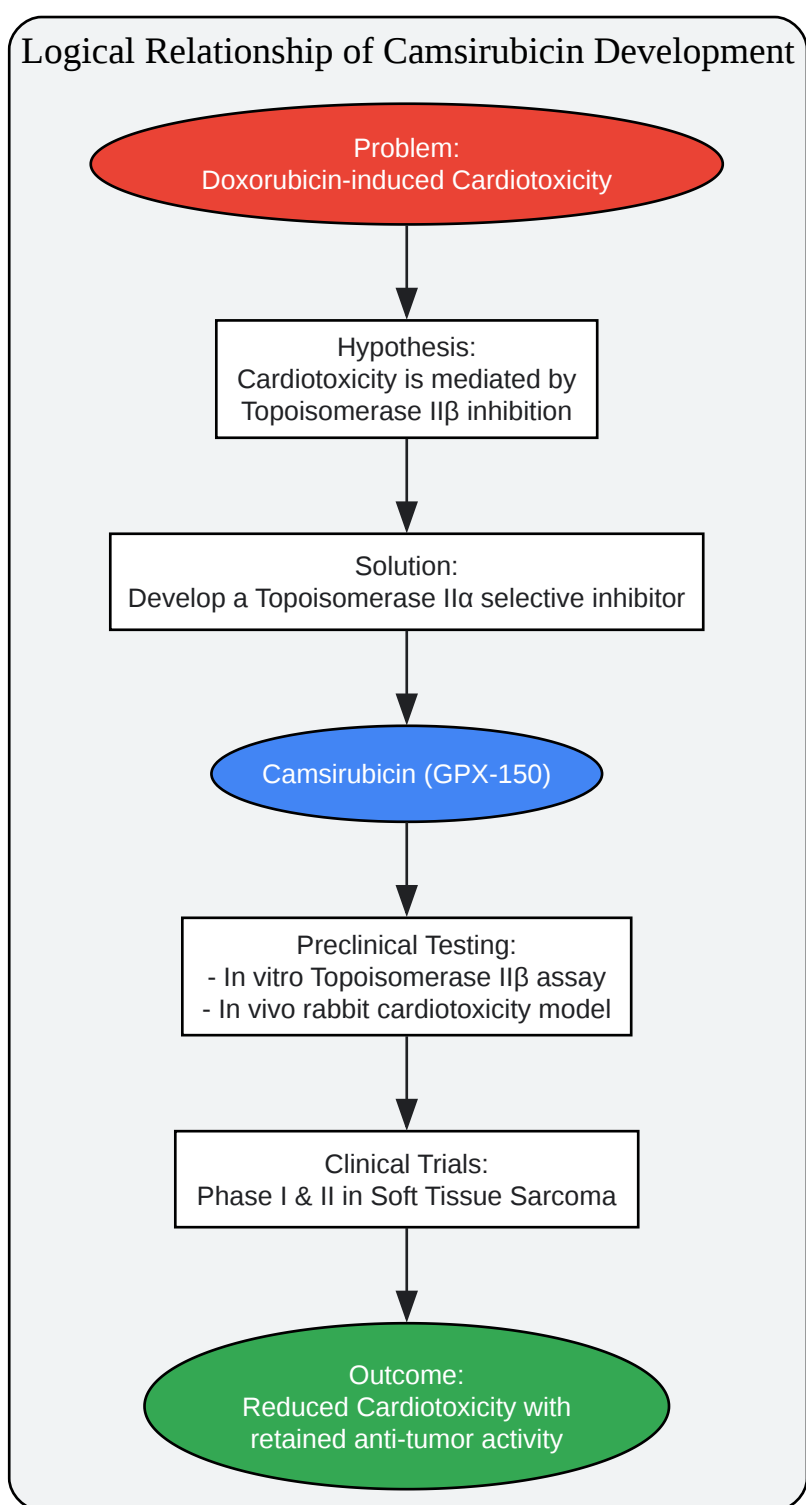 Logical Relationship of Camsirubicin Development
Problem:
Doxorubicin-induced Cardiotoxicity
Hypothesis:
Cardiotoxicity is mediated by
Topoisomerase IIβ inhibition
Solution:
Develop a Topoisomerase IIα selective inhibitor
Camsirubicin (GPX-150)
Preclinical Testing:
- In vitro Topoisomerase IIβ assay
- In vivo rabbit cardiotoxicity model
Clinical Trials:
Phase I & II in Soft Tissue Sarcoma
Outcome:
Reduced Cardiotoxicity with
retained anti-tumor activity